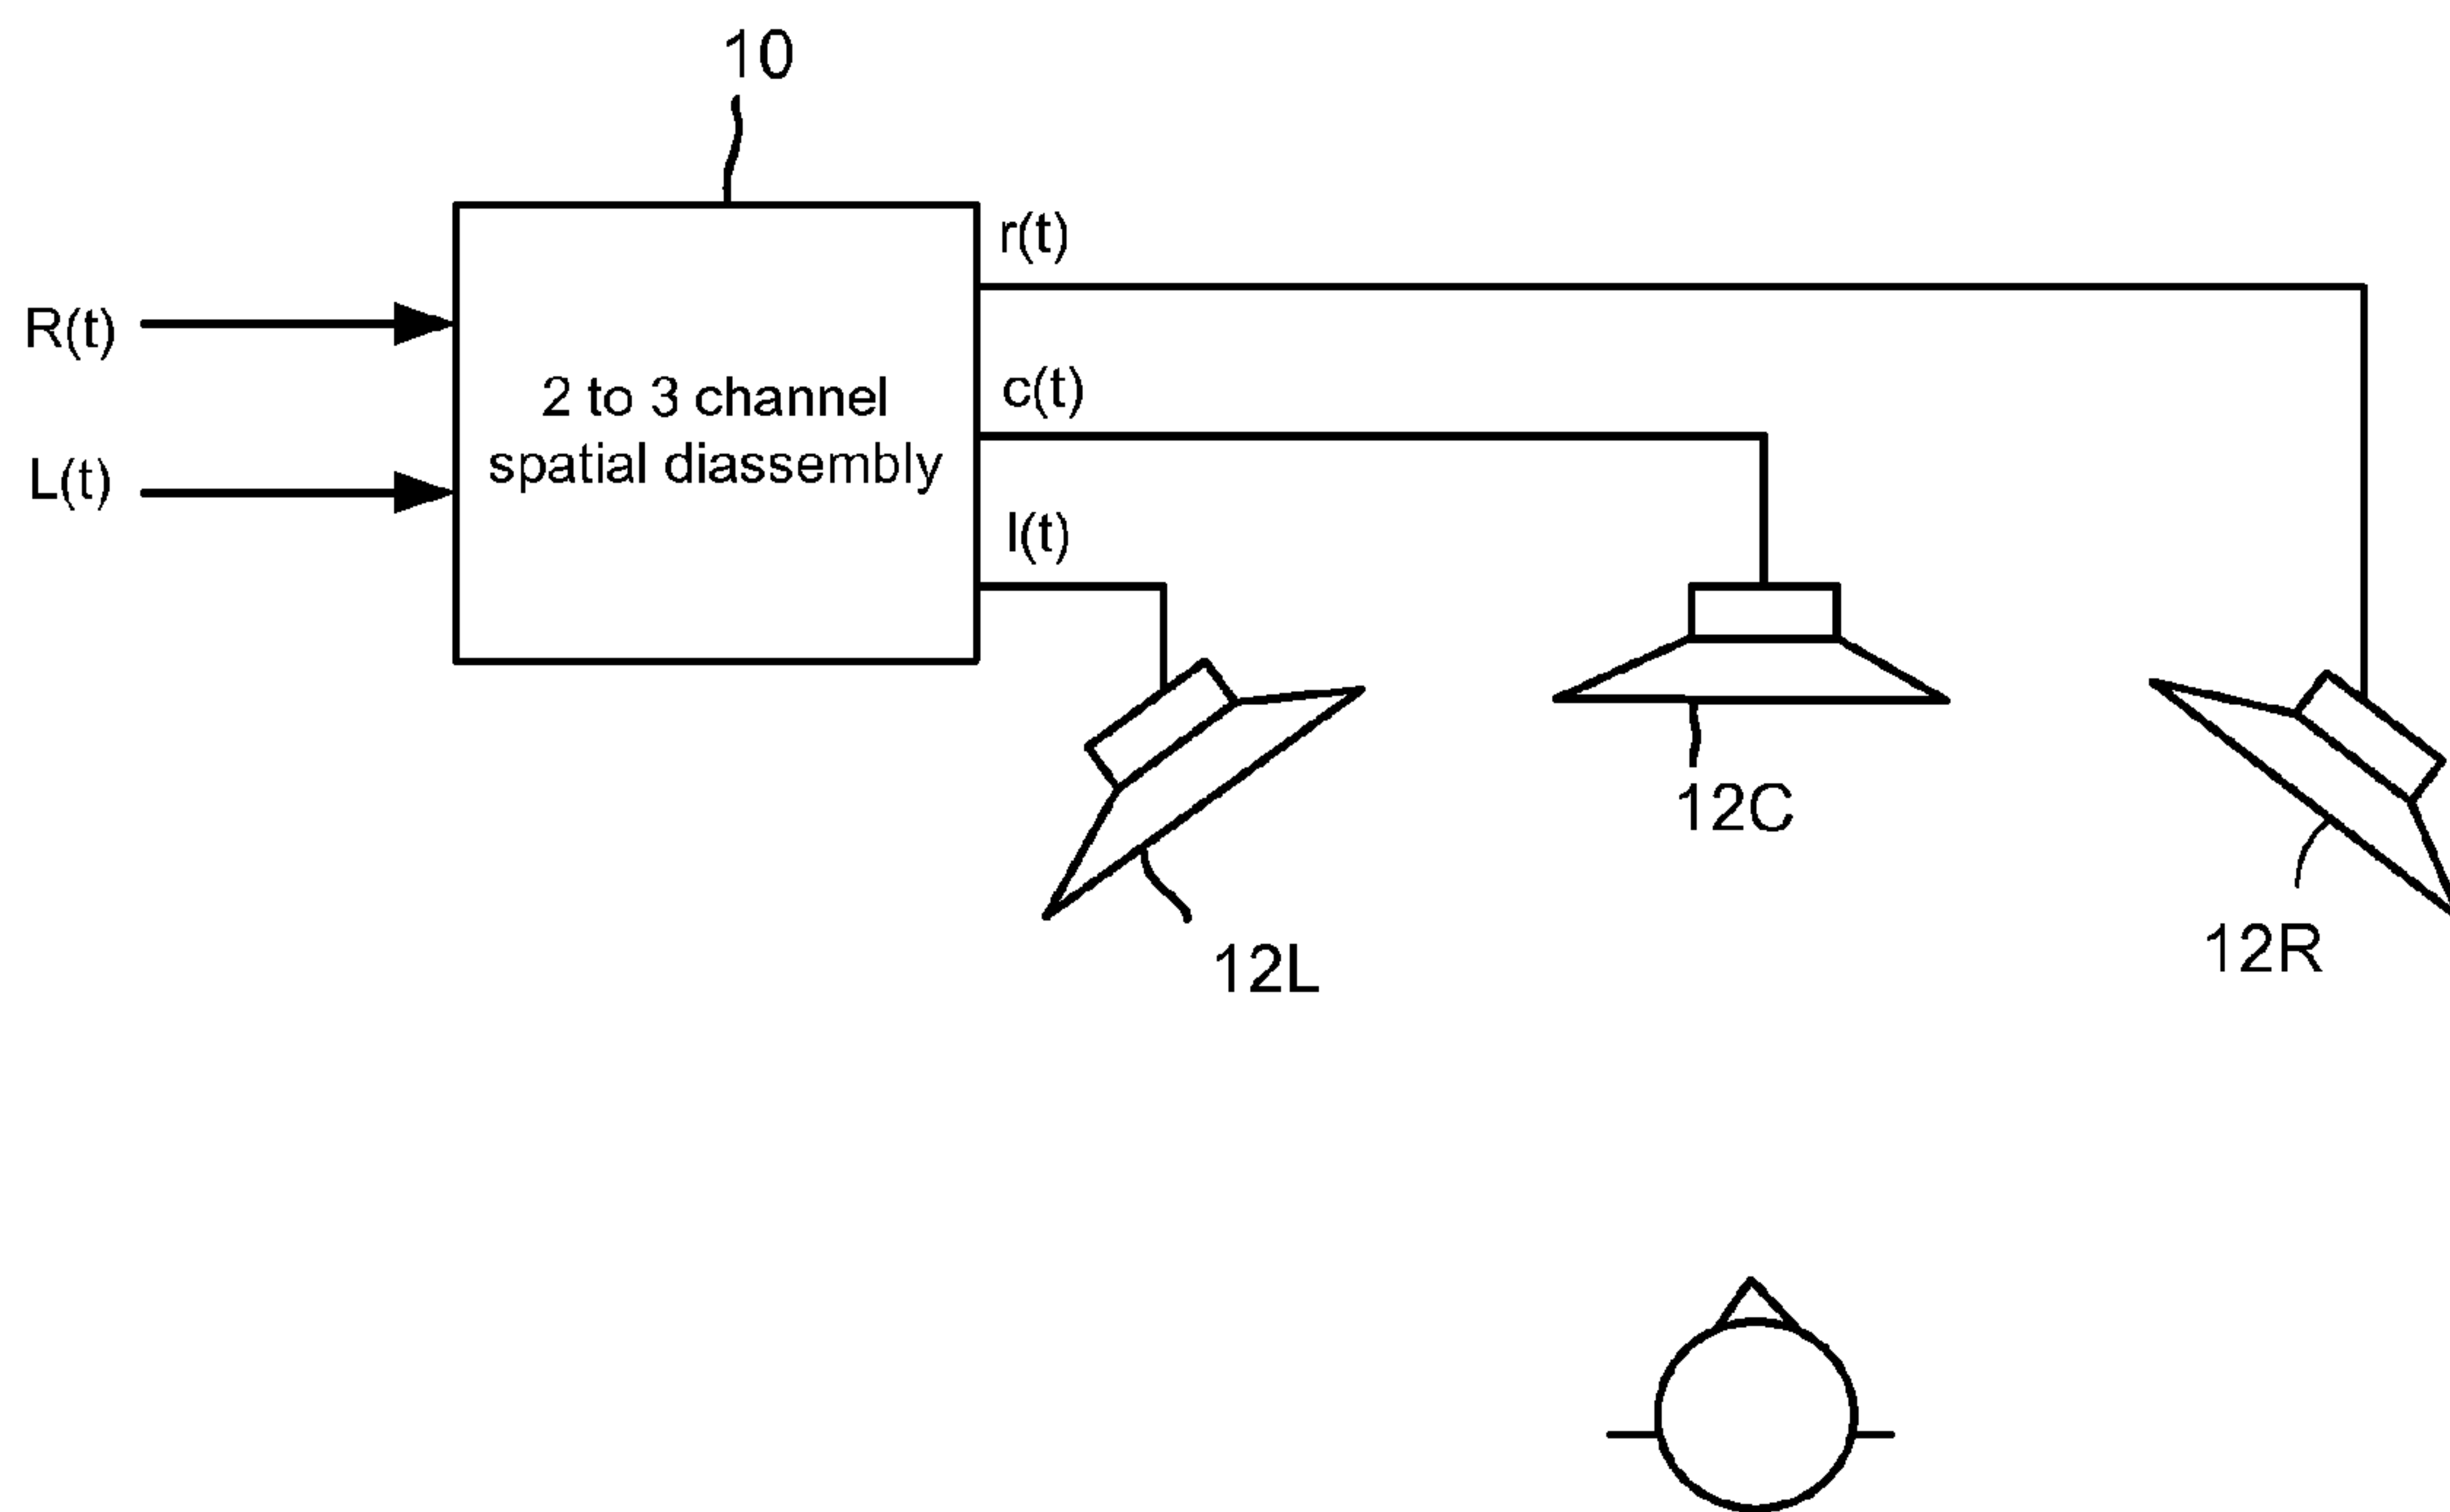 10
r(t)
R(t)
c(t)
2 to 3 channel
spatial diassembly
L(t)
l(t)
12C
12L
12R